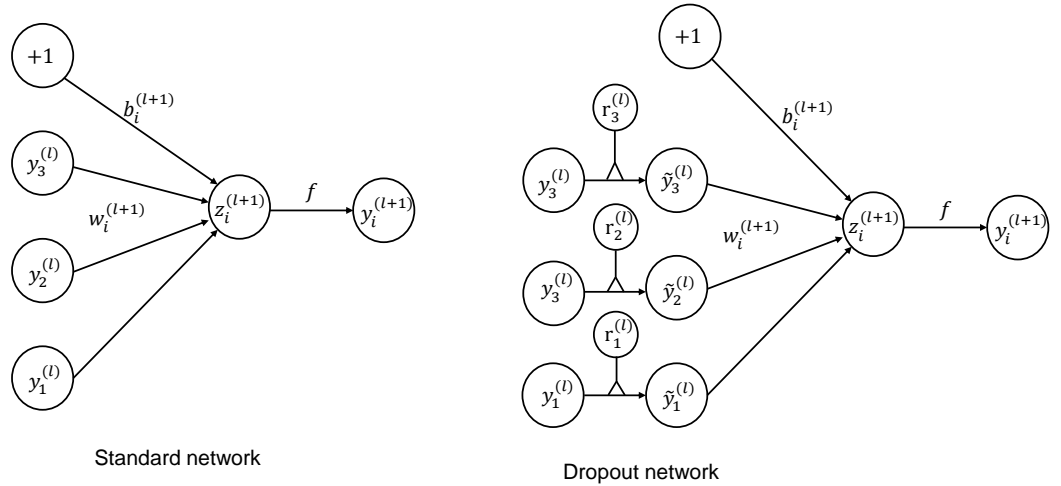 +1
b_i^{(l+1)}
y_3^{(l)}
w_i^{(l+1)}
z_i^{(l+1)}
f
y_i^{(l+1)}
y_2^{(l)}
y_1^{(l)}
Standard network
+1
b_i^{(l+1)}
r_3^{(l)}
y_3^{(l)}
ỹ_3^{(l)}
r_2^{(l)}
w_i^{(l+1)}
z_i^{(l+1)}
f
y_i^{(l+1)}
y_3^{(l)}
ỹ_2^{(l)}
r_1^{(l)}
y_1^{(l)}
ỹ_1^{(l)}
Dropout network